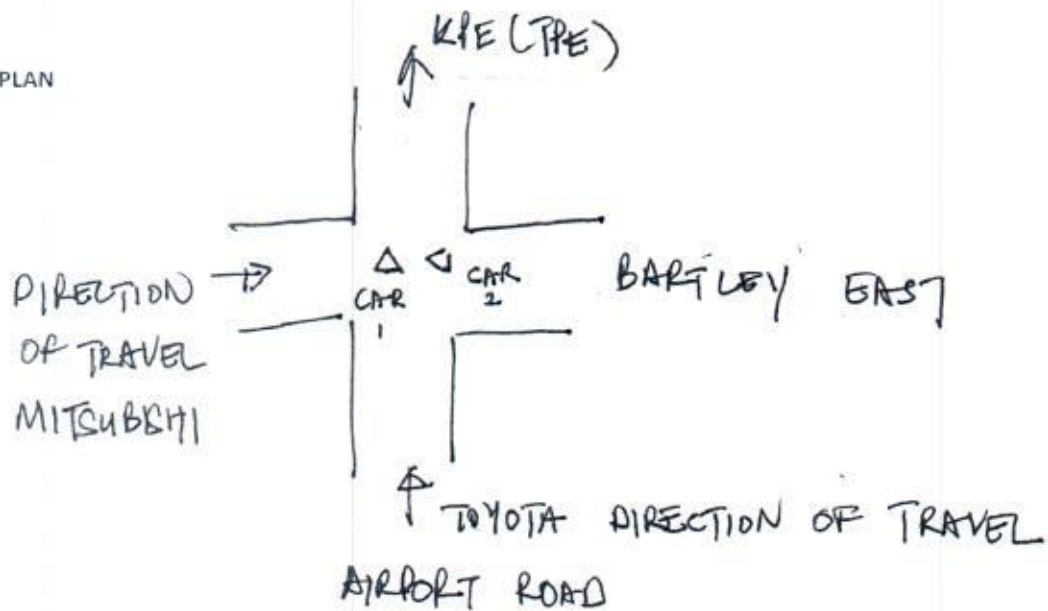 KPE (TPE)
PLAN
DIRECTION
OF TRAVEL
MITSUBISHI
CAR
1
CAR
2
BARTLEY EAST
TOYOTA DIRECTION OF TRAVEL
AIRPORT ROAD